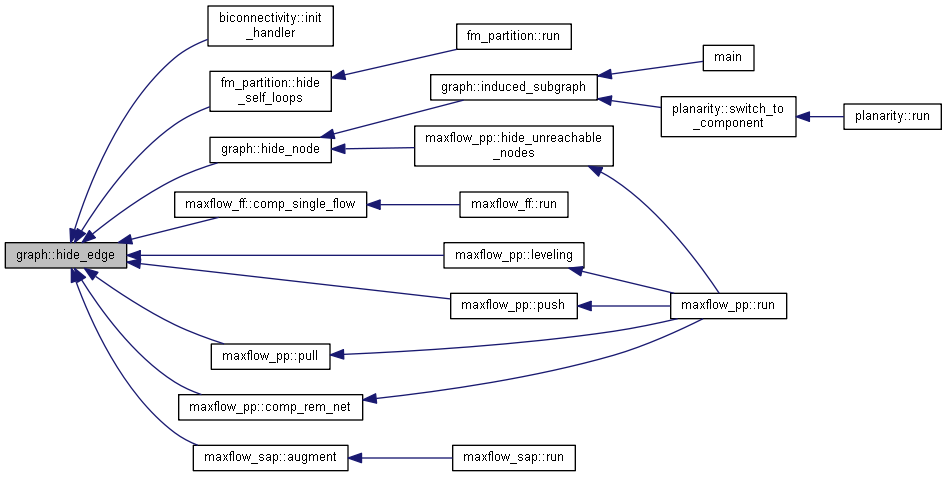 biconnectivity::init
_handler
fm_partition::run
main
fm_partition::hide
_self_loops
graph::induced_subgraph
planarity::switch_to
_component
planarity::run
graph::hide_node
maxflow_pp::hide_unreachable
_nodes
maxflow_ff::comp_single_flow
maxflow_ff::run
graph::hide_edge
maxflow_pp::leveling
maxflow_pp::push
maxflow_pp::run
maxflow_pp::pull
maxflow_pp::comp_rem_net
maxflow_sap::augment
maxflow_sap::run